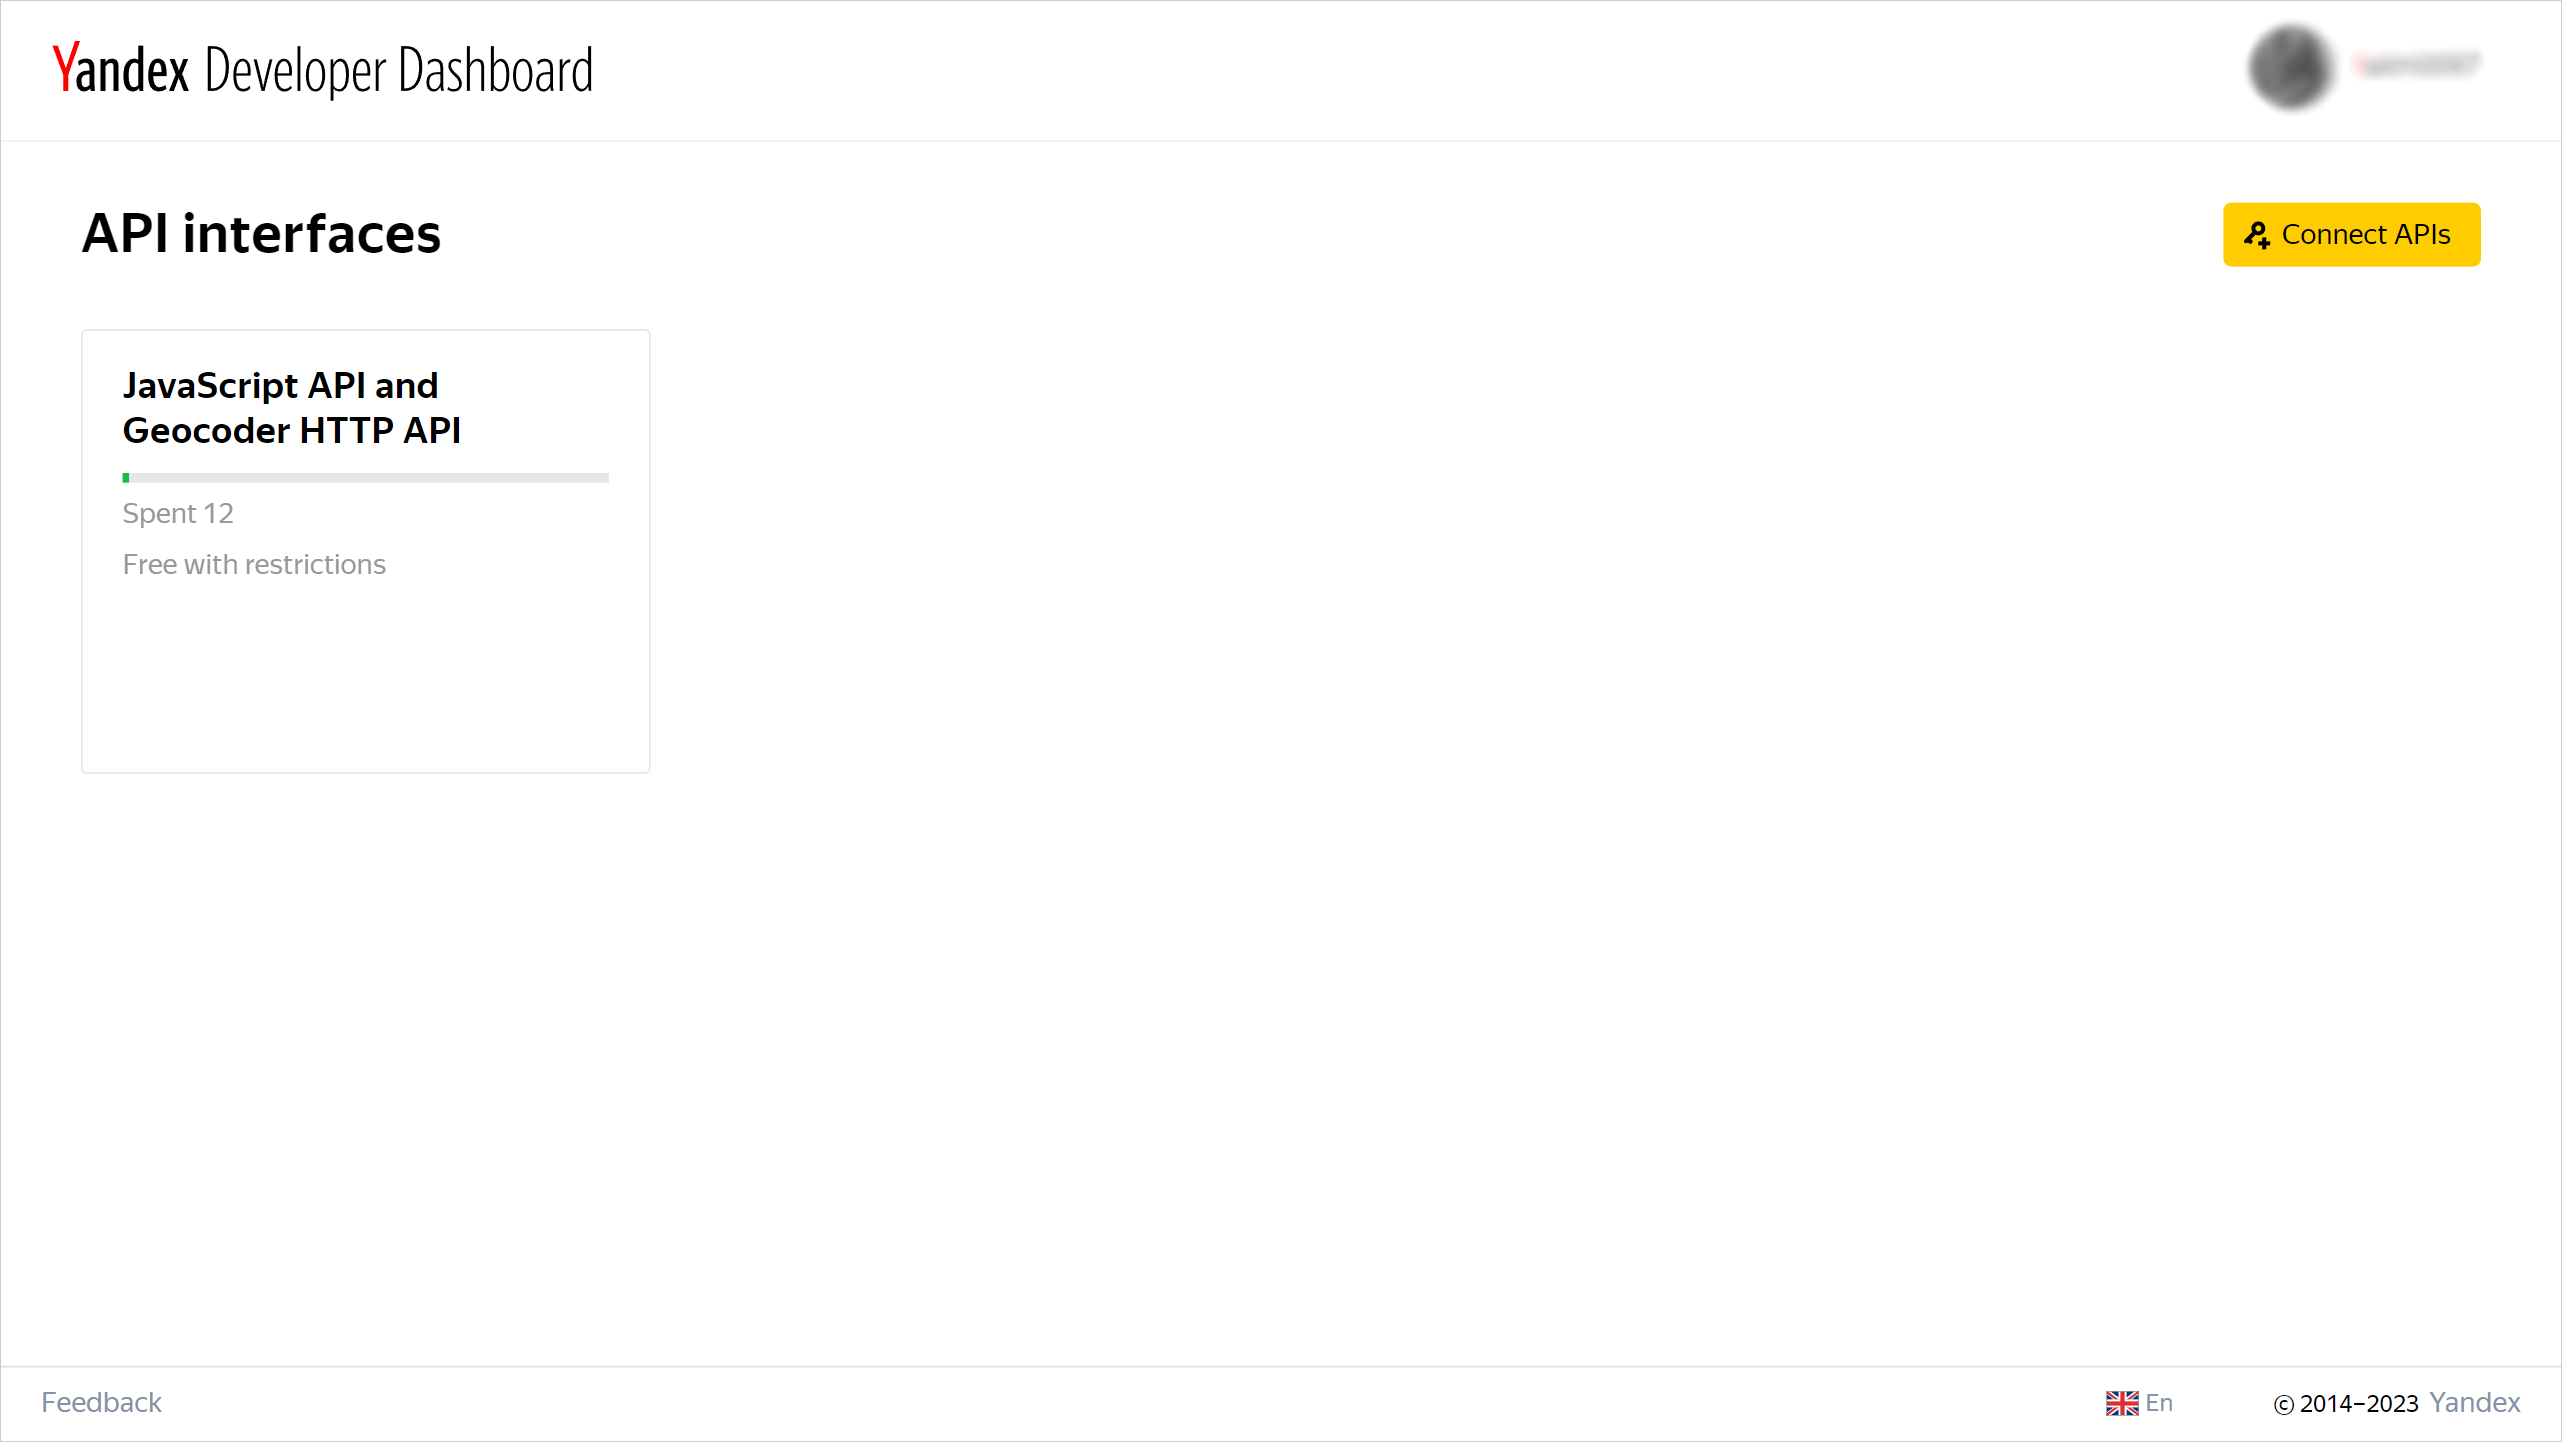 Yandex Developer Dashboard
API interfaces
Connect APIs
JavaScript API and
Geocoder HTTP API
Spent 12
Free with restrictions
Feedback
En
© 2014–2023 Yandex